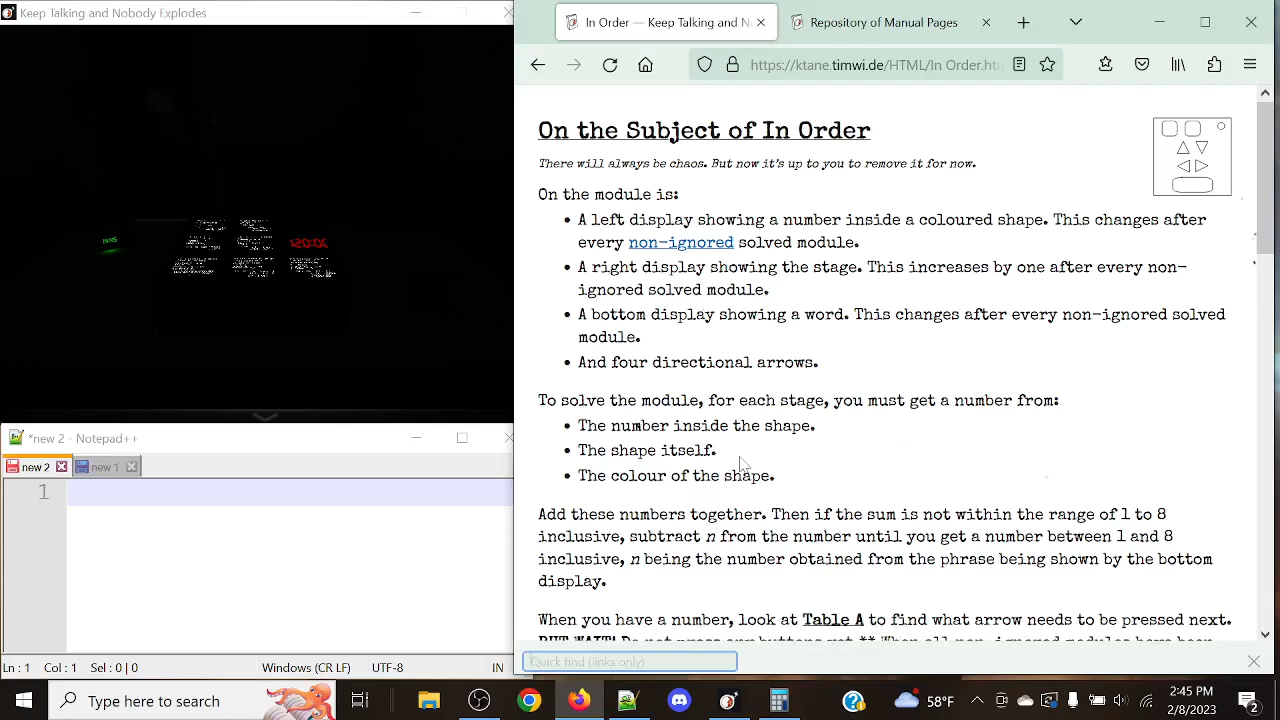 Keep Talking and Nobody Explodes
In Order — Keep Talking and No
Repository of Manual Pages
https://ktane.timwi.de/HTML/In Order.htm
On the Subject of In Order
There will always be chaos. But now it's up to you to remove it for now.
On the module is:
A left display showing a number inside a coloured shape. This changes after
every non-ignored solved module.
A right display showing the stage. This increases by one after every non-
ignored solved module.
A bottom display showing a word. This changes after every non-ignored solved
module.
And four directional arrows.
To solve the module, for each stage, you must get a number from:
The number inside the shape.
The shape itself.
The colour of the shape.
Add these numbers together. Then if the sum is not within the range of 1 to 8
inclusive, subtract n from the number until you get a number between 1 and 8
inclusive, n being the number obtained from the phrase being shown by the bottom
display.
When you have a number, look at Table A to find what arrow needs to be pressed next.
Quick find (links only)
*new 2 - Notepad++
new 2
new 1
1
Ln : 1 Col : 1 Sel : 0 | 0
Windows (CR LF)
UTF-8
IN
Type here to search
58°F
2:45 PM
2/8/2023
2